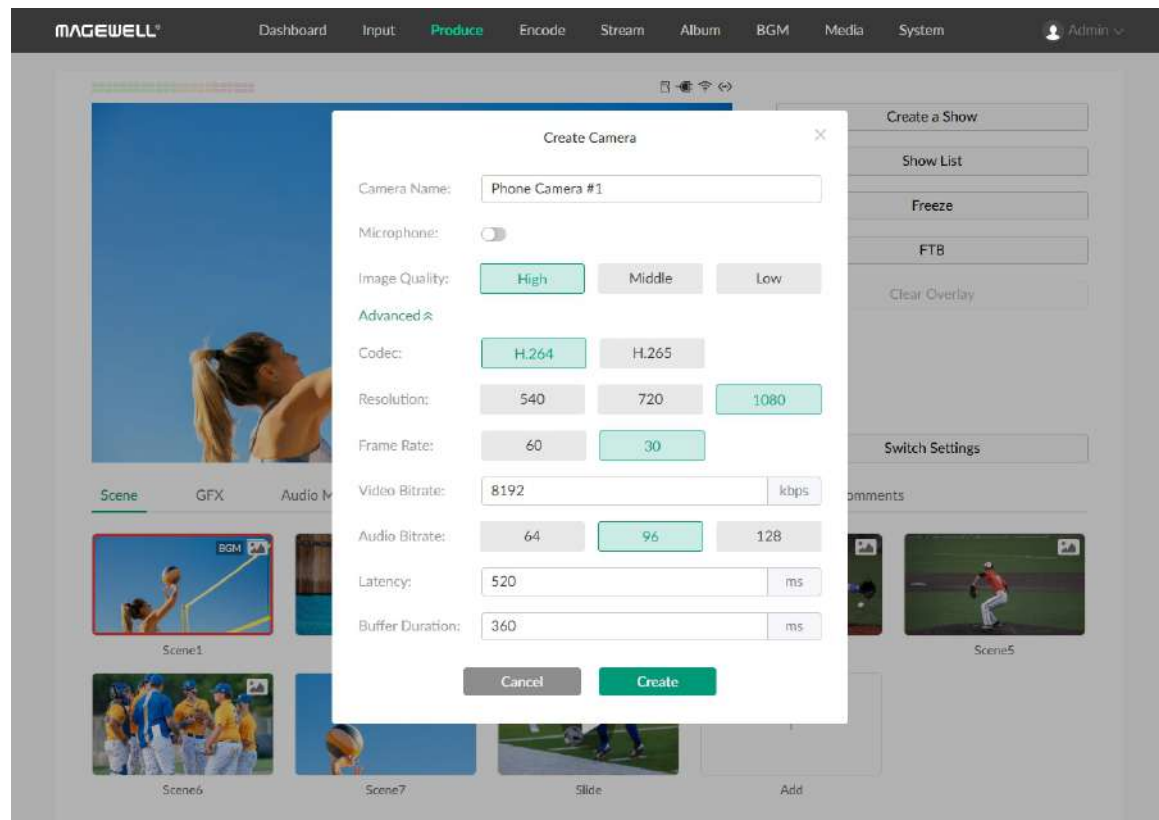 MAGEWELL®
Dashboard Input Produce Encode Stream Album BGM Media System Admin
Create a Show
Show List
Freeze
FTB
Clear Overlay
Switch Settings
Create Camera
Camera Name: Phone Camera #1
Microphone:
Image Quality: High Middle Low
Advanced
Codec: H.264 H.265
Resolution: 540 720 1080
Frame Rate: 60 30
Video Bitrate: 8192 kbps
Audio Bitrate: 64 96 128
Latency: 520 ms
Buffer Duration: 360 ms
Cancel Create
Scene GFX Audio M omments
BGM
Scene1 Scene5
Scene6 Scene7 Slide Add